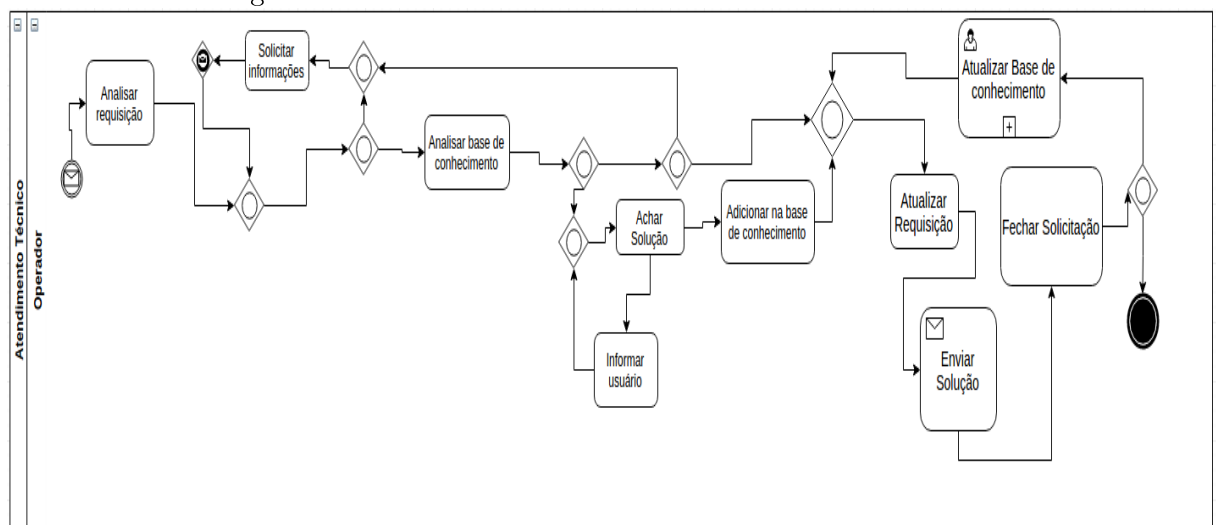 Atendimento Técnico
Operador
Analisar
requisição
Solicitar
informações
Analisar base de
conhecimento
Achar
Solução
Informar
usuário
Adicionar na base
de conhecimento
Atualizar
Requisição
Enviar
Solução
Fechar Solicitação
Atualizar Base de
conhecimento